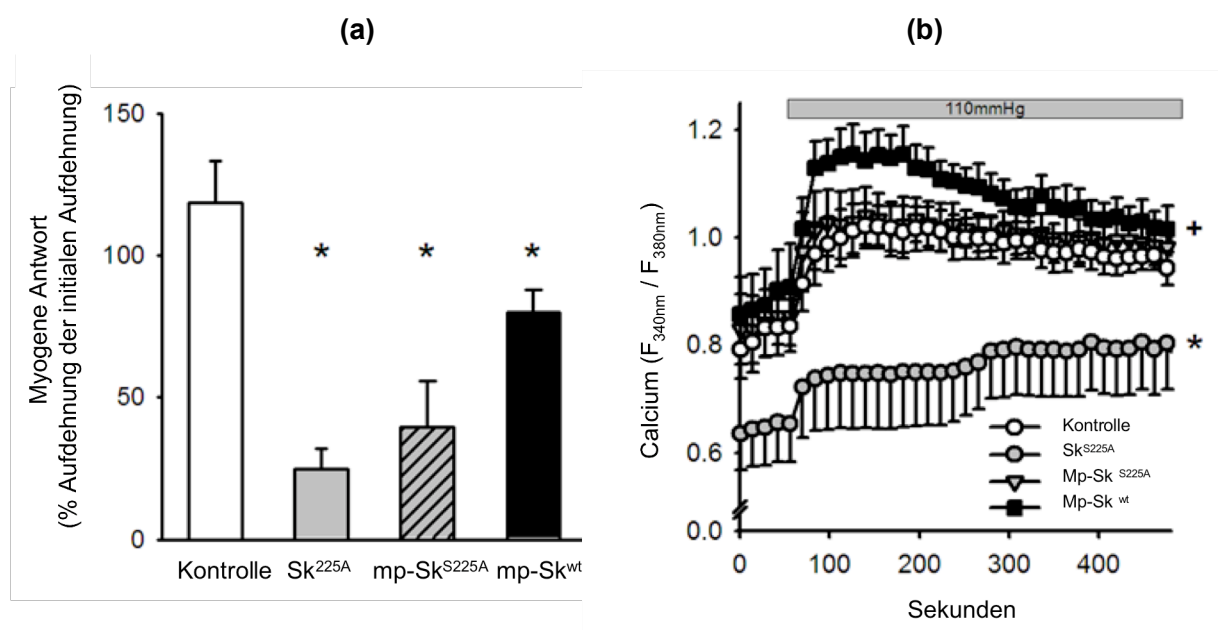 (a)
Myogene Antwort
(% Aufdehnung der initialen Aufdehnung)
150
100
50
0
* * *
Kontrolle Sk225A mp-SkS225A mp-Skwt
(b)
110mmHg
Calcium (F340nm / F380nm)
1.2
1.0
0.8
0.6
0.0
+
*
Kontrolle
SkS225A
Mp-Sk S225A
Mp-Sk wt
0 100 200 300 400
Sekunden